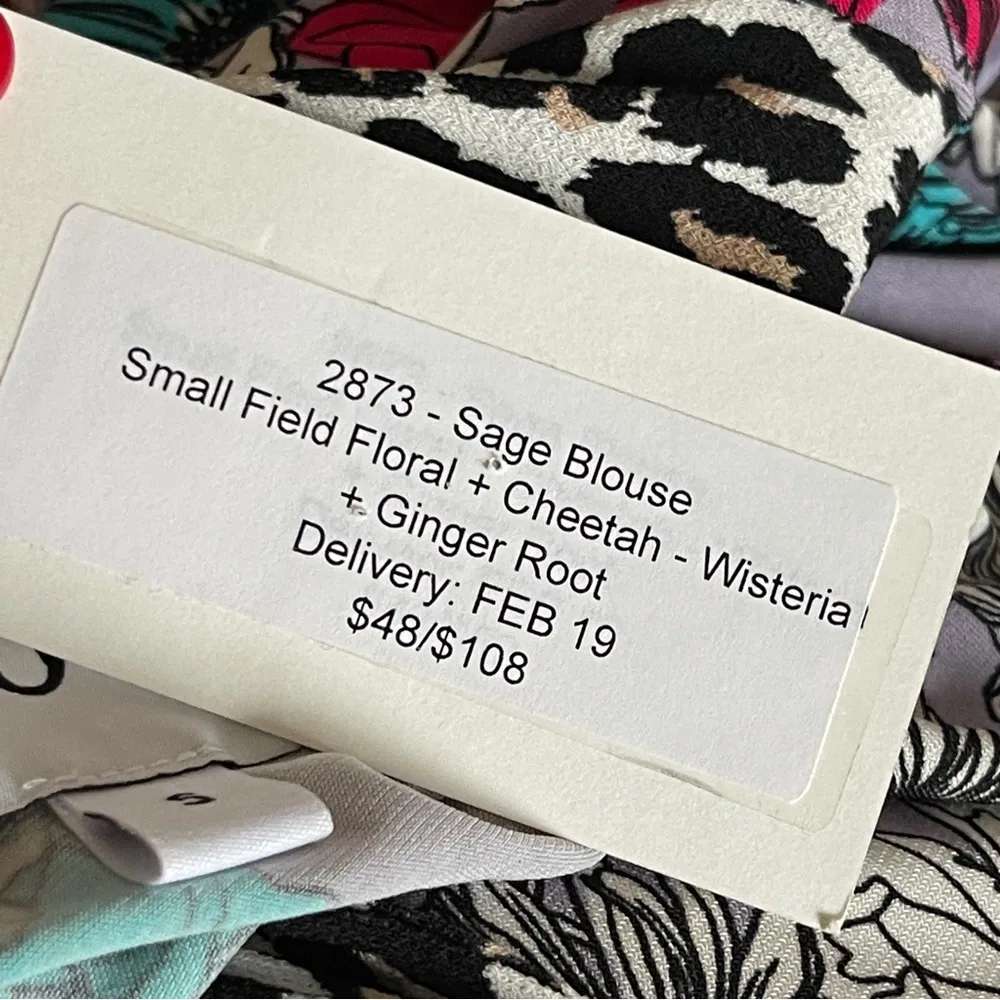 2873 - Sage Blouse
Small Field Floral + Cheetah - Wisteria
+ Ginger Root
Delivery: FEB 19
$48/$108
S